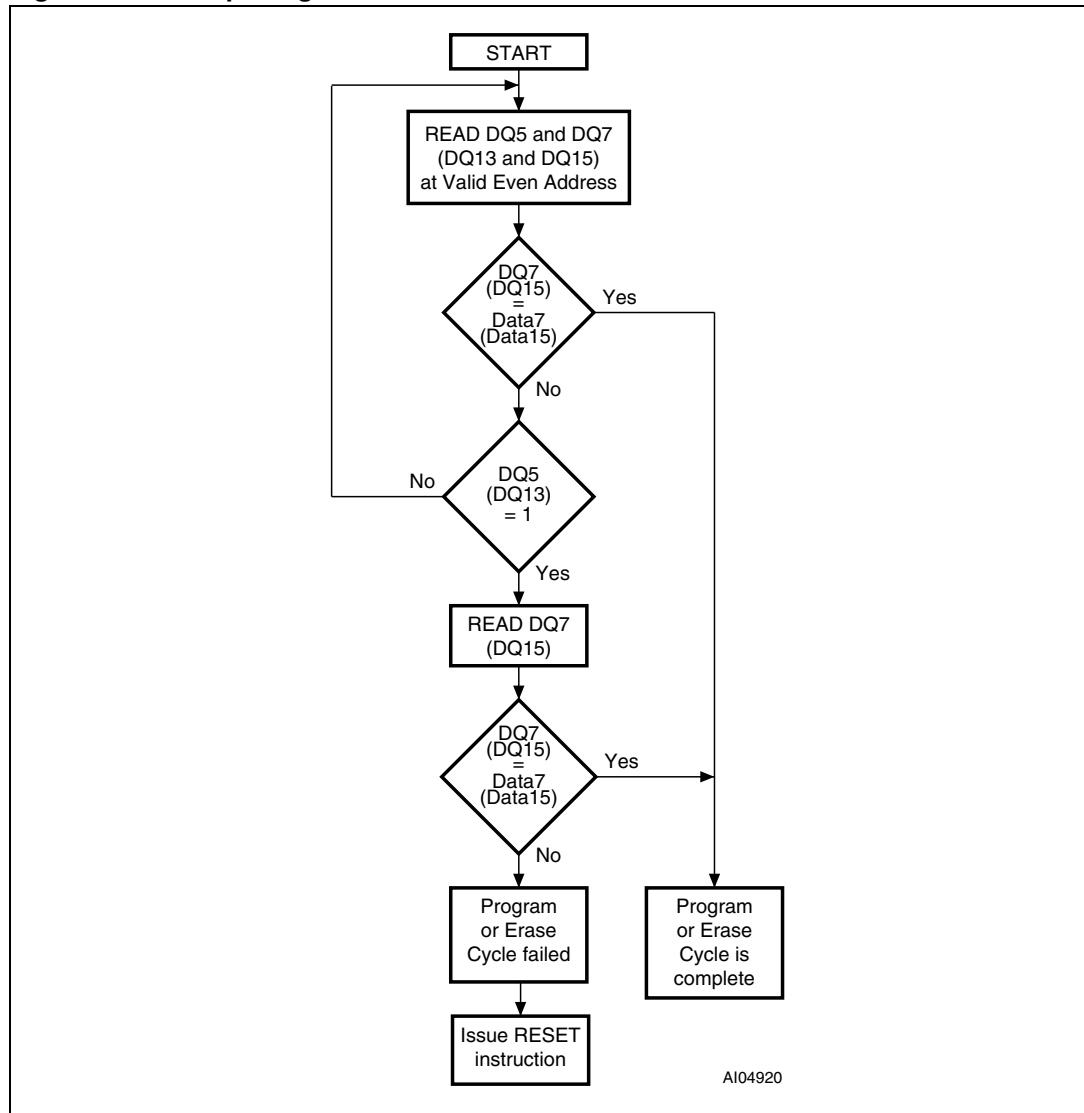 START
READ DQ5 and DQ7
(DQ13 and DQ15)
at Valid Even Address
DQ7
(DQ15)
=
Data7
(Data15)
Yes
No
DQ5
(DQ13)
= 1
No
Yes
READ DQ7
(DQ15)
DQ7
(DQ15)
=
Data7
(Data15)
Yes
No
Program
or Erase
Cycle failed
Program
or Erase
Cycle is
complete
Issue RESET
instruction
AI04920